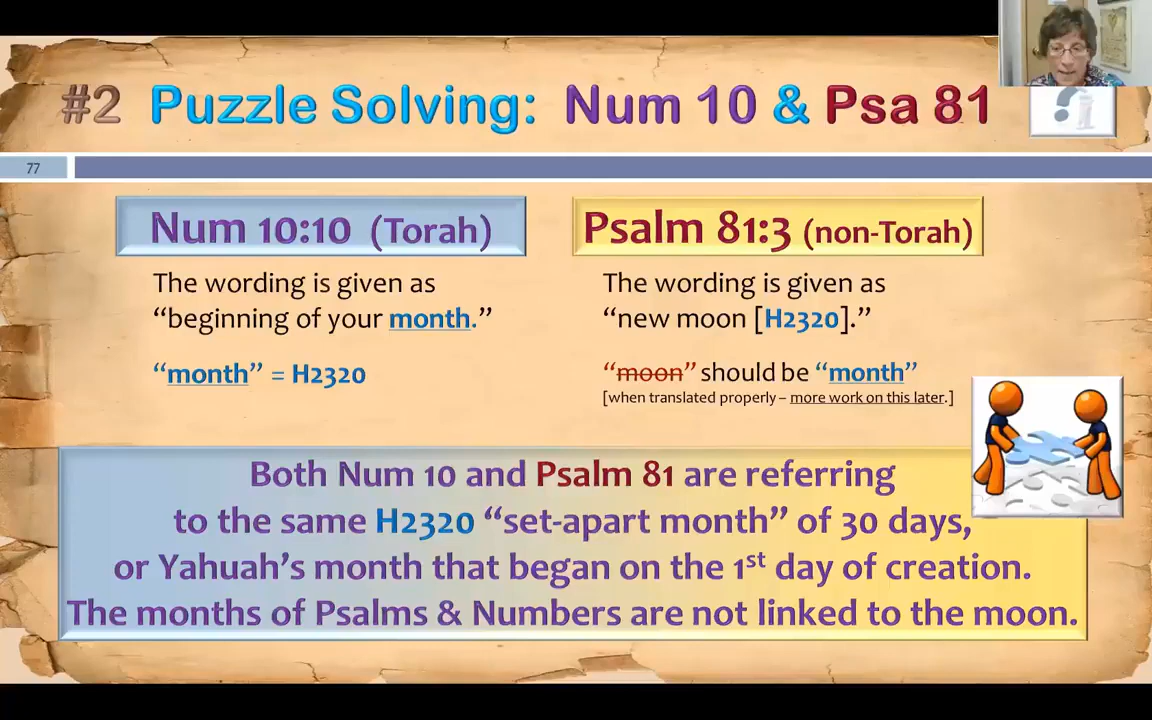 #2 Puzzle Solving: Num 10 & Psa 81
77
Num 10:10 (Torah)
The wording is given as
“beginning of your month.”
“month” = H2320
Psalm 81:3 (non-Torah)
The wording is given as
“new moon [H2320].”
“moon” should be “month”
[when translated properly – more work on this later.]
Both Num 10 and Psalm 81 are referring
to the same H2320 “set-apart month” of 30 days,
or Yahuah’s month that began on the 1st day of creation.
The months of Psalms & Numbers are not linked to the moon.